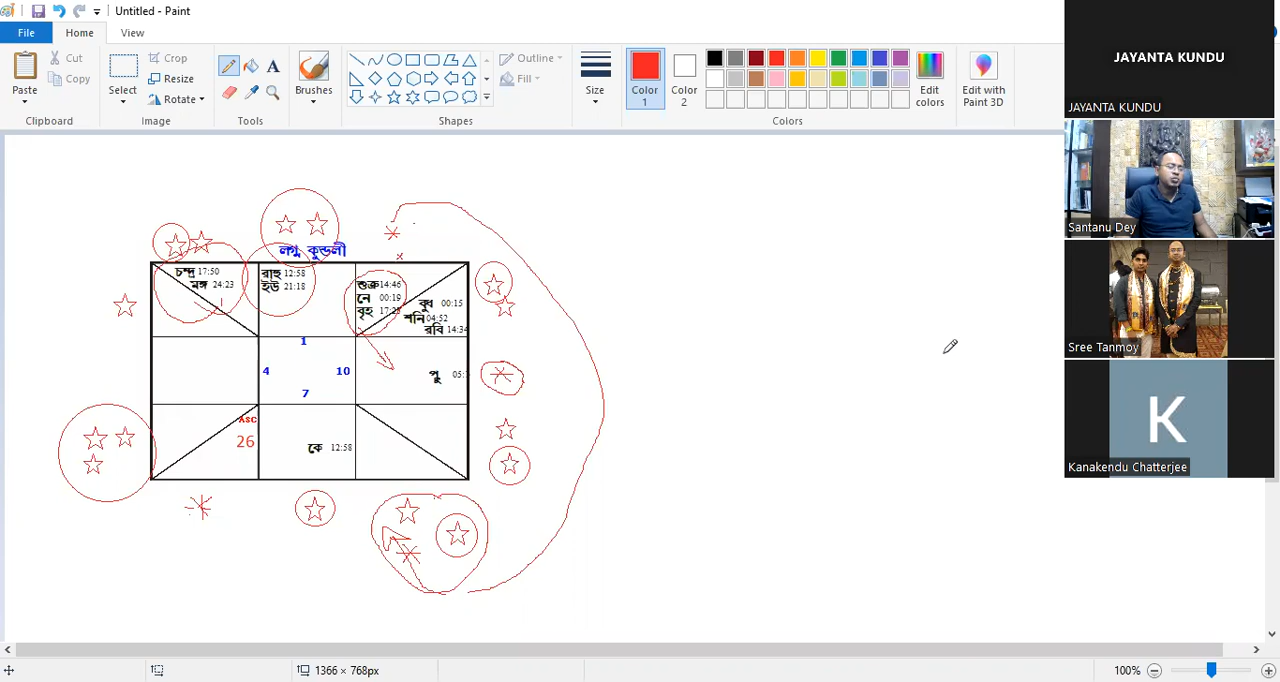 Untitled - Paint
File
Home
View
Paste
Cut
Copy
Clipboard
Select
Crop
Resize
Rotate
Image
Tools
Brushes
Shapes
Outline
Fill
Size
Color 1
Color 2
Edit colors
Colors
Edit with Paint 3D
JAYANTA KUNDU
JAYANTA KUNDU
Santanu Dey
Sree Tanmoy
K
Kanakendu Chatterjee
লগ্ন কুন্ডলী
চন্দ্র 17:50
মঙ্গ 24:23
রাহু 12:58
ইউ 21:18
শুক্র 14:46
নে 00:19
বৃহ
বুধ 00:15
শনি 04:52
রবি 14:34
1
4
10
7
পু
ASC
26
কে 12:58
1366 × 768px
100%